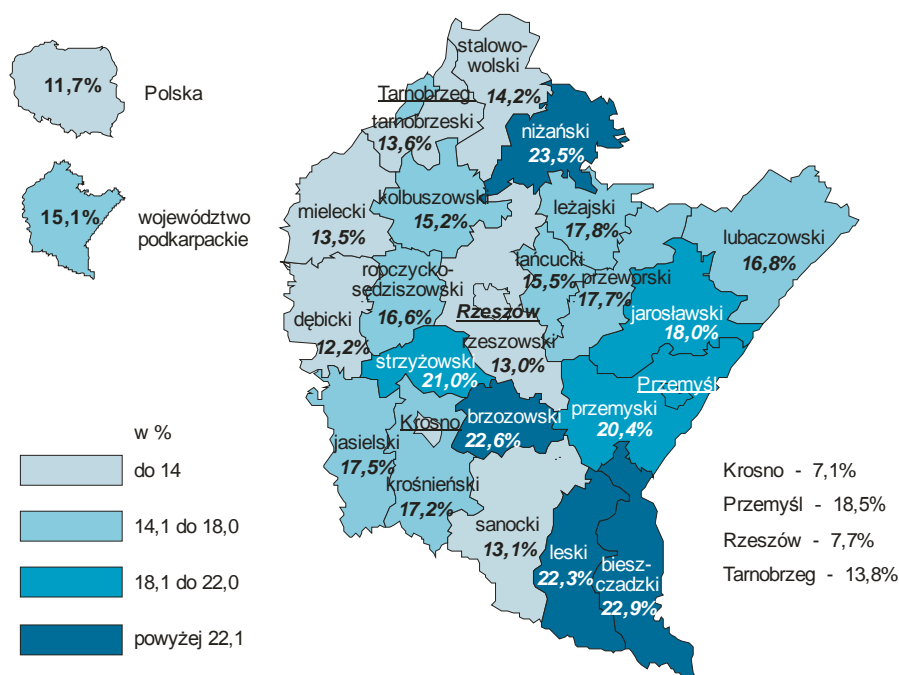 11,7%
Polska
15,1%
województwo
podkarpackie
stalowo-
wolski
14,2%
Tarnobrzeg
tarnobrzeski
13,6%
niżański
23,5%
mielecki
13,5%
kolbuszowski
15,2%
leżajski
17,8%
lubaczowski
16,8%
łańcucki
15,5%
przeworski
17,7%
jarosławski
18,0%
ropczycko-
sędziszowski
16,6%
dębicki
12,2%
Rzeszów
rzeszowski
13,0%
strzyżowski
21,0%
Przemyśl
przemyski
20,4%
brzozowski
22,6%
Krosno
jasielski
17,5%
krośnieński
17,2%
sanocki
13,1%
leski
22,3%
biesz-
czadzki
22,9%
w %
do 14
14,1 do 18,0
18,1 do 22,0
powyżej 22,1
Krosno - 7,1%
Przemyśl - 18,5%
Rzeszów - 7,7%
Tarnobrzeg - 13,8%